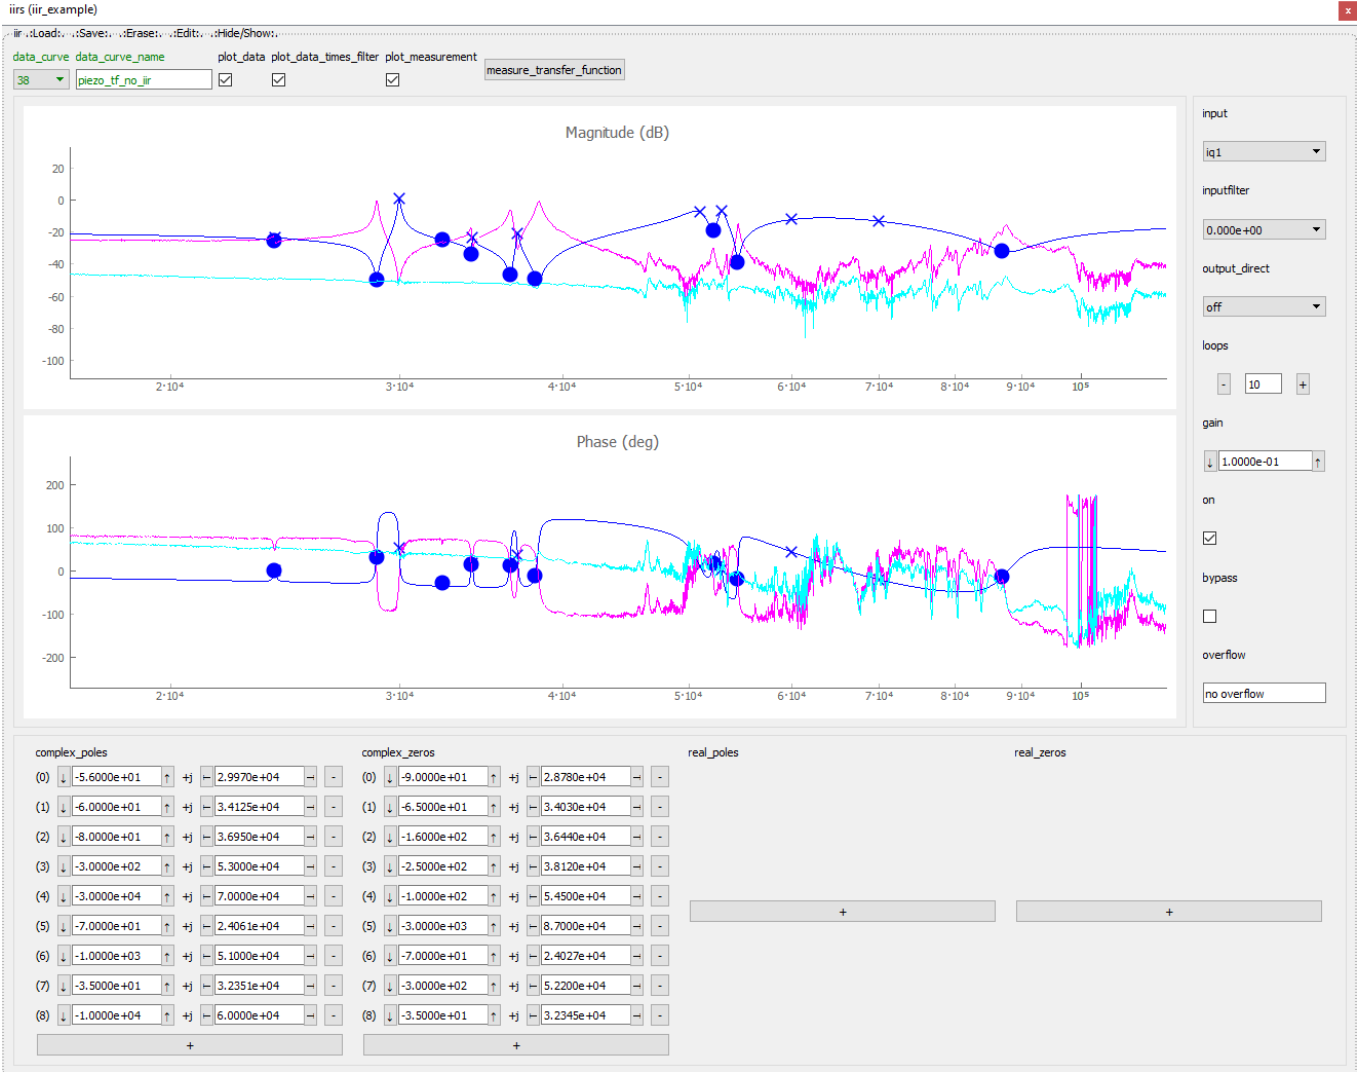 iirs (iir_example)
x
iir .:Load:. .:Save:. .:Erase:. .:Edit:. .:Hide/Show:.
data_curve data_curve_name plot_data plot_data_times_filter plot_measurement
38 piezo_tf_no_iir measure_transfer_function
Magnitude (dB)
20
0
-20
-40
-60
-80
-100
2·10⁴ 3·10⁴ 4·10⁴ 5·10⁴ 6·10⁴ 7·10⁴ 8·10⁴ 9·10⁴ 10⁵
Phase (deg)
200
100
0
-100
-200
2·10⁴ 3·10⁴ 4·10⁴ 5·10⁴ 6·10⁴ 7·10⁴ 8·10⁴ 9·10⁴ 10⁵
input
iq1
inputfilter
0.000e+00
output_direct
off
loops
- 10 +
gain
↓ 1.0000e-01 ↑
on
bypass
overflow
no overflow
complex_poles complex_zeros real_poles real_zeros
(0) ↓ -5.6000e+01 ↑ +j 2.9970e+04 - (0) ↓ -9.0000e+01 ↑ +j 2.8780e+04 -
(1) ↓ -6.0000e+01 ↑ +j 3.4125e+04 - (1) ↓ -6.5000e+01 ↑ +j 3.4030e+04 -
(2) ↓ -8.0000e+01 ↑ +j 3.6950e+04 - (2) ↓ -1.6000e+02 ↑ +j 3.6440e+04 -
(3) ↓ -3.0000e+02 ↑ +j 5.3000e+04 - (3) ↓ -2.5000e+02 ↑ +j 3.8120e+04 -
(4) ↓ -3.0000e+04 ↑ +j 7.0000e+04 - (4) ↓ -1.0000e+02 ↑ +j 5.4500e+04 -
(5) ↓ -7.0000e+01 ↑ +j 2.4061e+04 - (5) ↓ -3.0000e+03 ↑ +j 8.7000e+04 -
(6) ↓ -1.0000e+03 ↑ +j 5.1000e+04 - (6) ↓ -7.0000e+01 ↑ +j 2.4027e+04 -
(7) ↓ -3.5000e+01 ↑ +j 3.2351e+04 - (7) ↓ -3.0000e+02 ↑ +j 5.2200e+04 -
(8) ↓ -1.0000e+04 ↑ +j 6.0000e+04 - (8) ↓ -3.5000e+01 ↑ +j 3.2345e+04 -
+ + + +